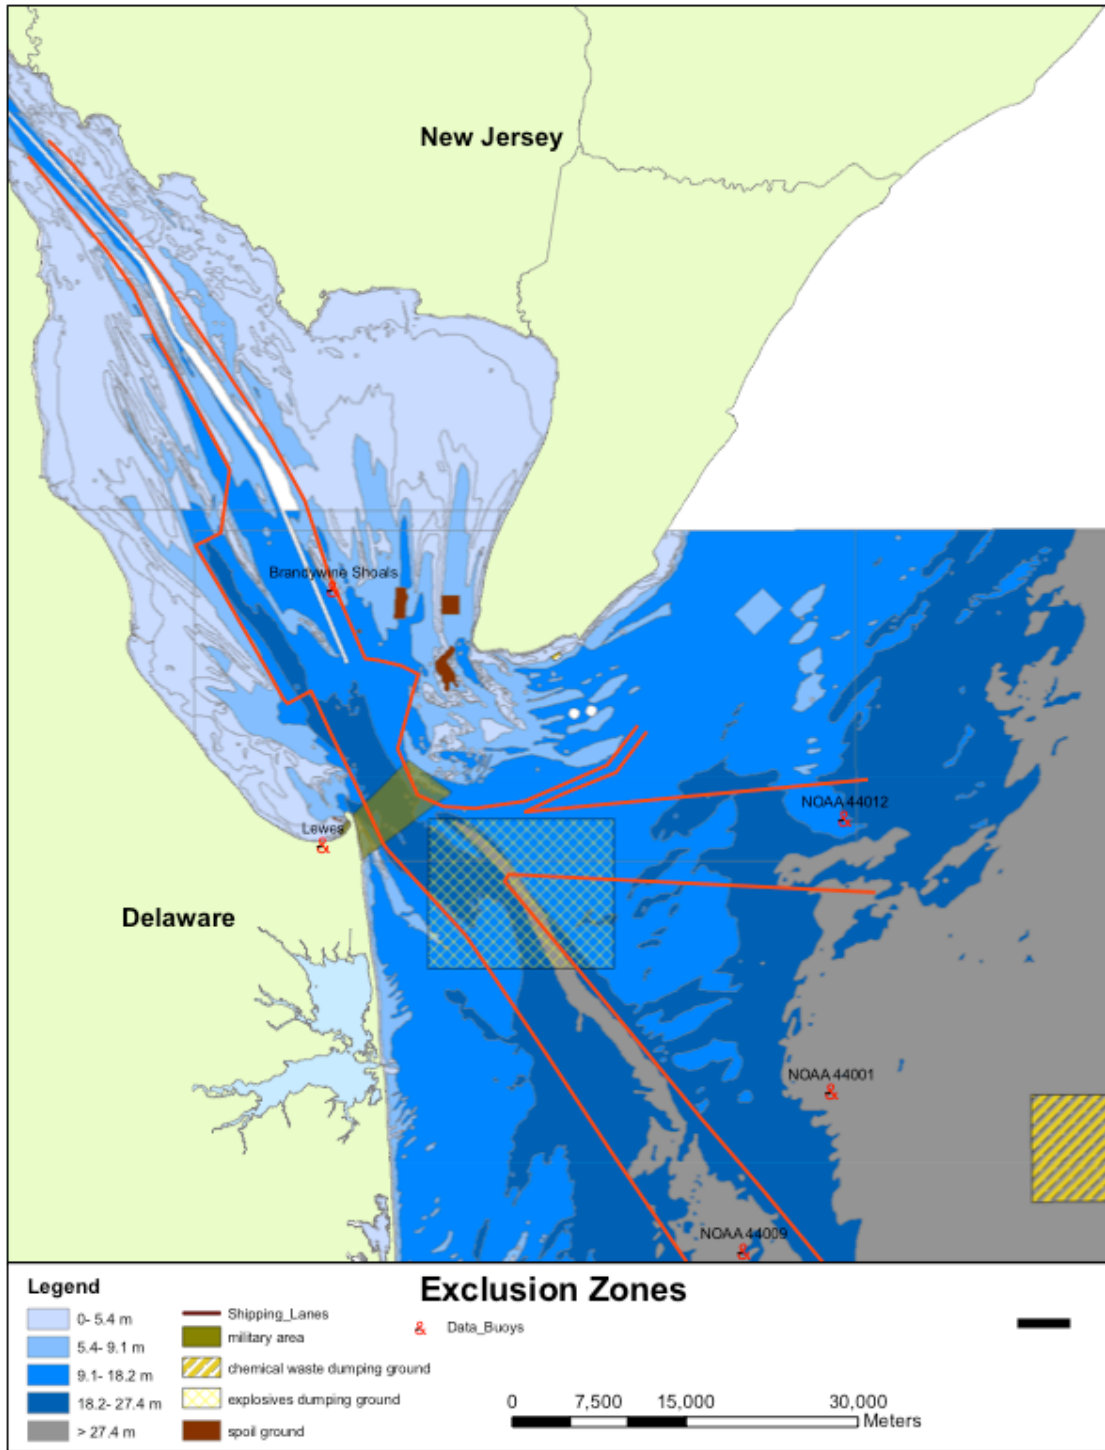 New Jersey
Brandywine Shoals
NOAA 44012
Lewes
Delaware
NOAA 44001
NOAA 44009
Legend
Exclusion Zones
0- 5.4 m
5.4- 9.1 m
9.1- 18.2 m
18.2- 27.4 m
> 27.4 m
Shipping_Lanes
military area
chemical waste dumping ground
explosives dumping ground
spoil ground
Data_Buoys
0 7,500 15,000 30,000
Meters